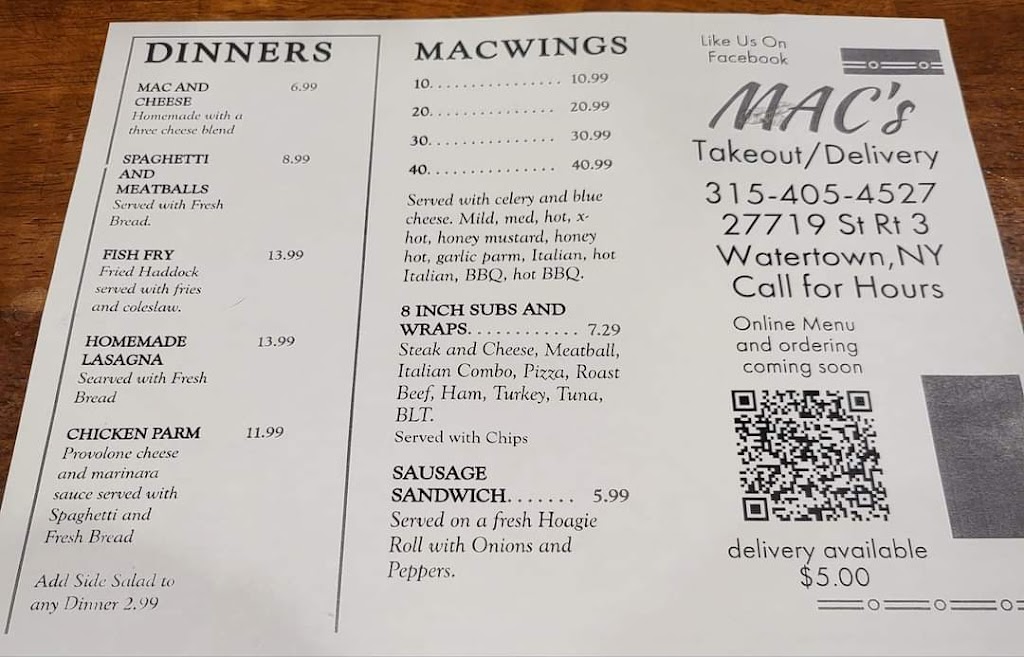 DINNERS
MAC AND 6.99
CHEESE
Homemade with a
three cheese blend
SPAGHETTI 8.99
AND
MEATBALLS
Served with Fresh
Bread.
FISH FRY 13.99
Fried Haddock
served with fries
and coleslaw.
HOMEMADE 13.99
LASAGNA
Searved with Fresh
Bread
CHICKEN PARM 11.99
Provolone cheese
and marinara
sauce served with
Spaghetti and
Fresh Bread
Add Side Salad to
any Dinner 2.99
MACWINGS
10. . . . . . . . . . . . . . . . 10.99
20. . . . . . . . . . . . . . . 20.99
30. . . . . . . . . . . . . . . 30.99
40. . . . . . . . . . . . . . . 40.99
Served with celery and blue
cheese. Mild, med, hot, x-
hot, honey mustard, honey
hot, garlic parm, Italian, hot
Italian, BBQ, hot BBQ.
8 INCH SUBS AND
WRAPS. . . . . . . . . . . . 7.29
Steak and Cheese, Meatball,
Italian Combo, Pizza, Roast
Beef, Ham, Turkey, Tuna,
BLT.
Served with Chips
SAUSAGE
SANDWICH. . . . . . . 5.99
Served on a fresh Hoagie
Roll with Onions and
Peppers.
Like Us On
Facebook
MAC's
Takeout/Delivery
315-405-4527
27719 St Rt 3
Watertown,NY
Call for Hours
Online Menu
and ordering
coming soon
delivery available
$5.00